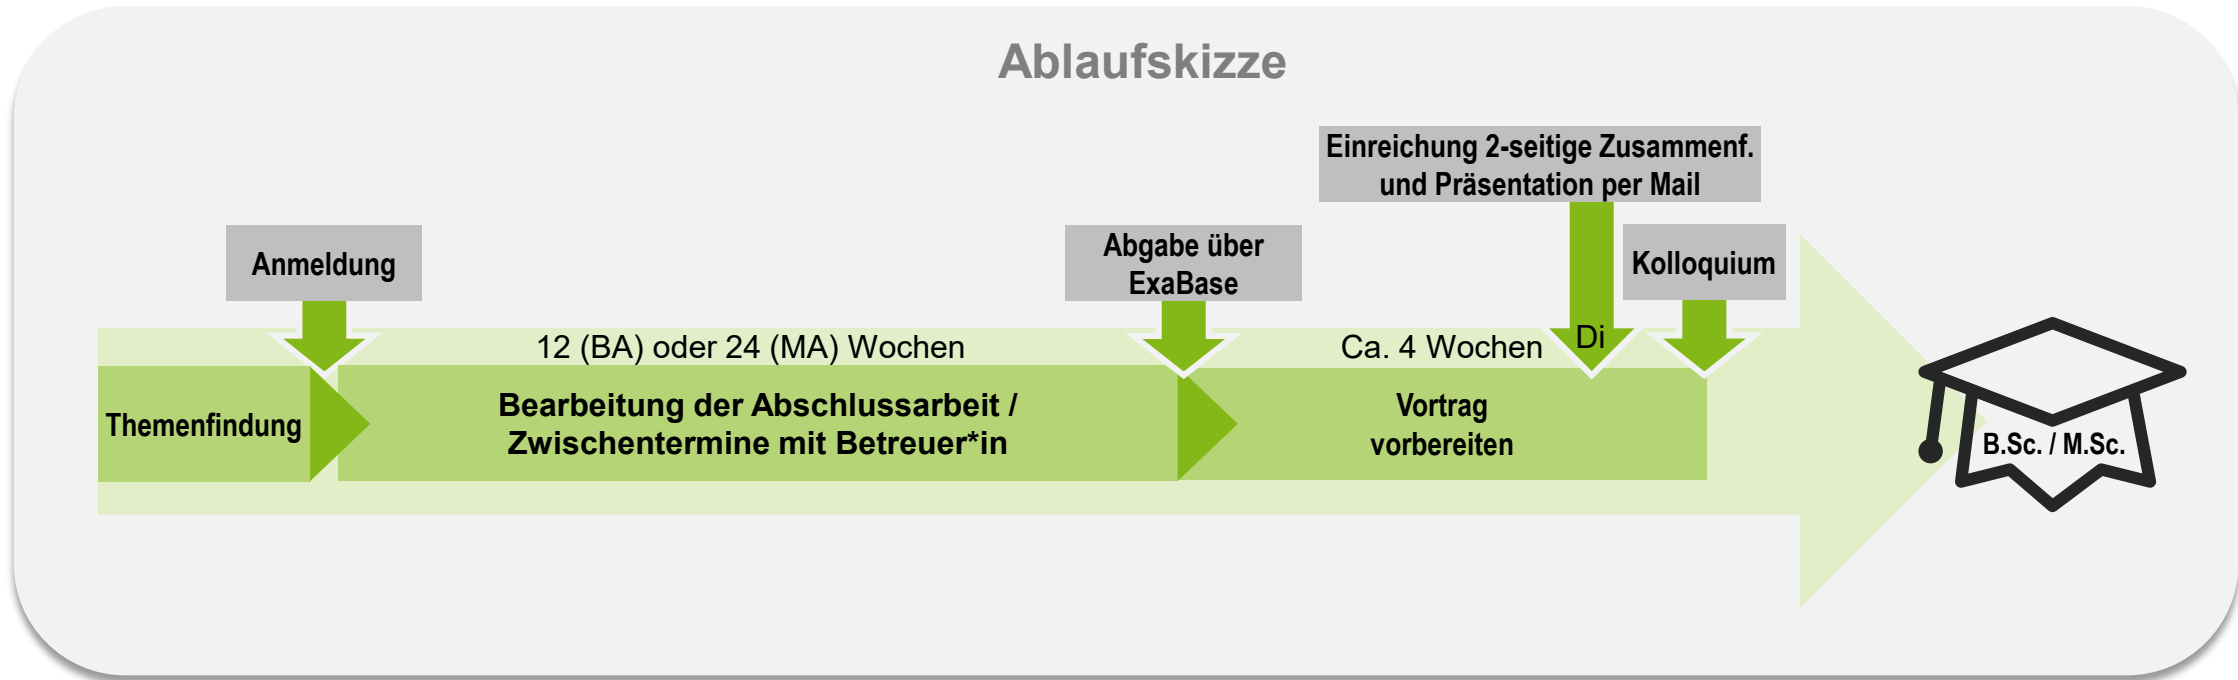 Ablaufskizze
Einreichung 2-seitige Zusammenf.
und Präsentation per Mail
Anmeldung
Abgabe über
ExaBase
Kolloquium
12 (BA) oder 24 (MA) Wochen
Ca. 4 Wochen
Di
Themenfindung
Bearbeitung der Abschlussarbeit /
Zwischentermine mit Betreuer*in
Vortrag
vorbereiten
B.Sc. / M.Sc.